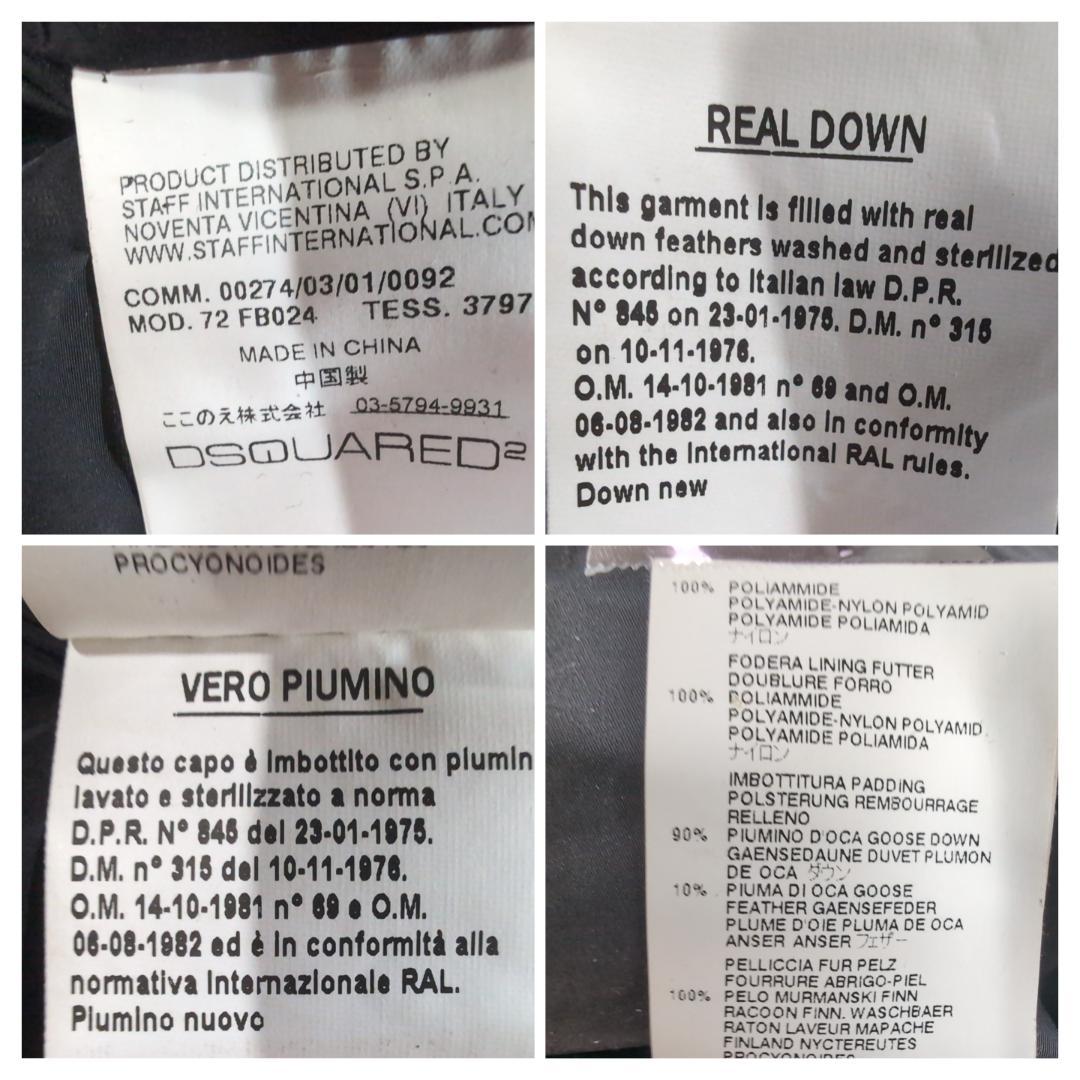 PRODUCT DISTRIBUTED BY
STAFF INTERNATIONAL S.P.A.
NOVENTA VICENTINA (VI) ITALY
WWW.STAFFINTERNATIONAL.COM
COMM. 00274/03/01/0092
MOD. 72 FB024 TESS. 3797
MADE IN CHINA
中国製
ここのえ株式会社 03-5794-9931
DSQUARED2
REAL DOWN
This garment is filled with real
down feathers washed and sterilized
according to Italian law D.P.R.
N° 845 on 23-01-1975. D.M. n° 315
on 10-11-1976.
O.M. 14-10-1981 n° 69 and O.M.
06-08-1982 and also in conformity
with the international RAL rules.
Down new
PROCYONOIDES
VERO PIUMINO
Questo capo è imbottito con piumin
lavato e sterilizzato a norma
D.P.R. N° 845 del 23-01-1975.
D.M. n° 315 del 10-11-1976.
O.M. 14-10-1981 n° 69 e O.M.
06-08-1982 ed è in conformità alla
normativa internazionale RAL.
Piumino nuovo
100% POLIAMMIDE
POLYAMIDE-NYLON POLYAMID
POLYAMIDE POLIAMIDA
ナイロン
FODERA LINING FUTTER
DOUBLURE FORRO
100% POLIAMMIDE
POLYAMIDE-NYLON POLYAMID
POLYAMIDE POLIAMIDA
ナイロン
IMBOTTITURA PADDING
POLSTERUNG REMBOURRAGE
RELLENO
90% PIUMINO D'OCA GOOSE DOWN
GAENSEDAUNE DUVET PLUMON
DE OCA ダウン
10% PIUMA DI OCA GOOSE
FEATHER GAENSEFEDER
PLUME D'OIE PLUMA DE OCA
ANSER ANSER フェザー
PELLICCIA FUR PELZ
FOURRURE ABRIGO-PIEL
100% PELO MURMANSKI FINN
RACOON FINN. WASCHBAER
RATON LAVEUR MAPACHE
FINLAND NYCTEREUTES
PROCYONOIDES